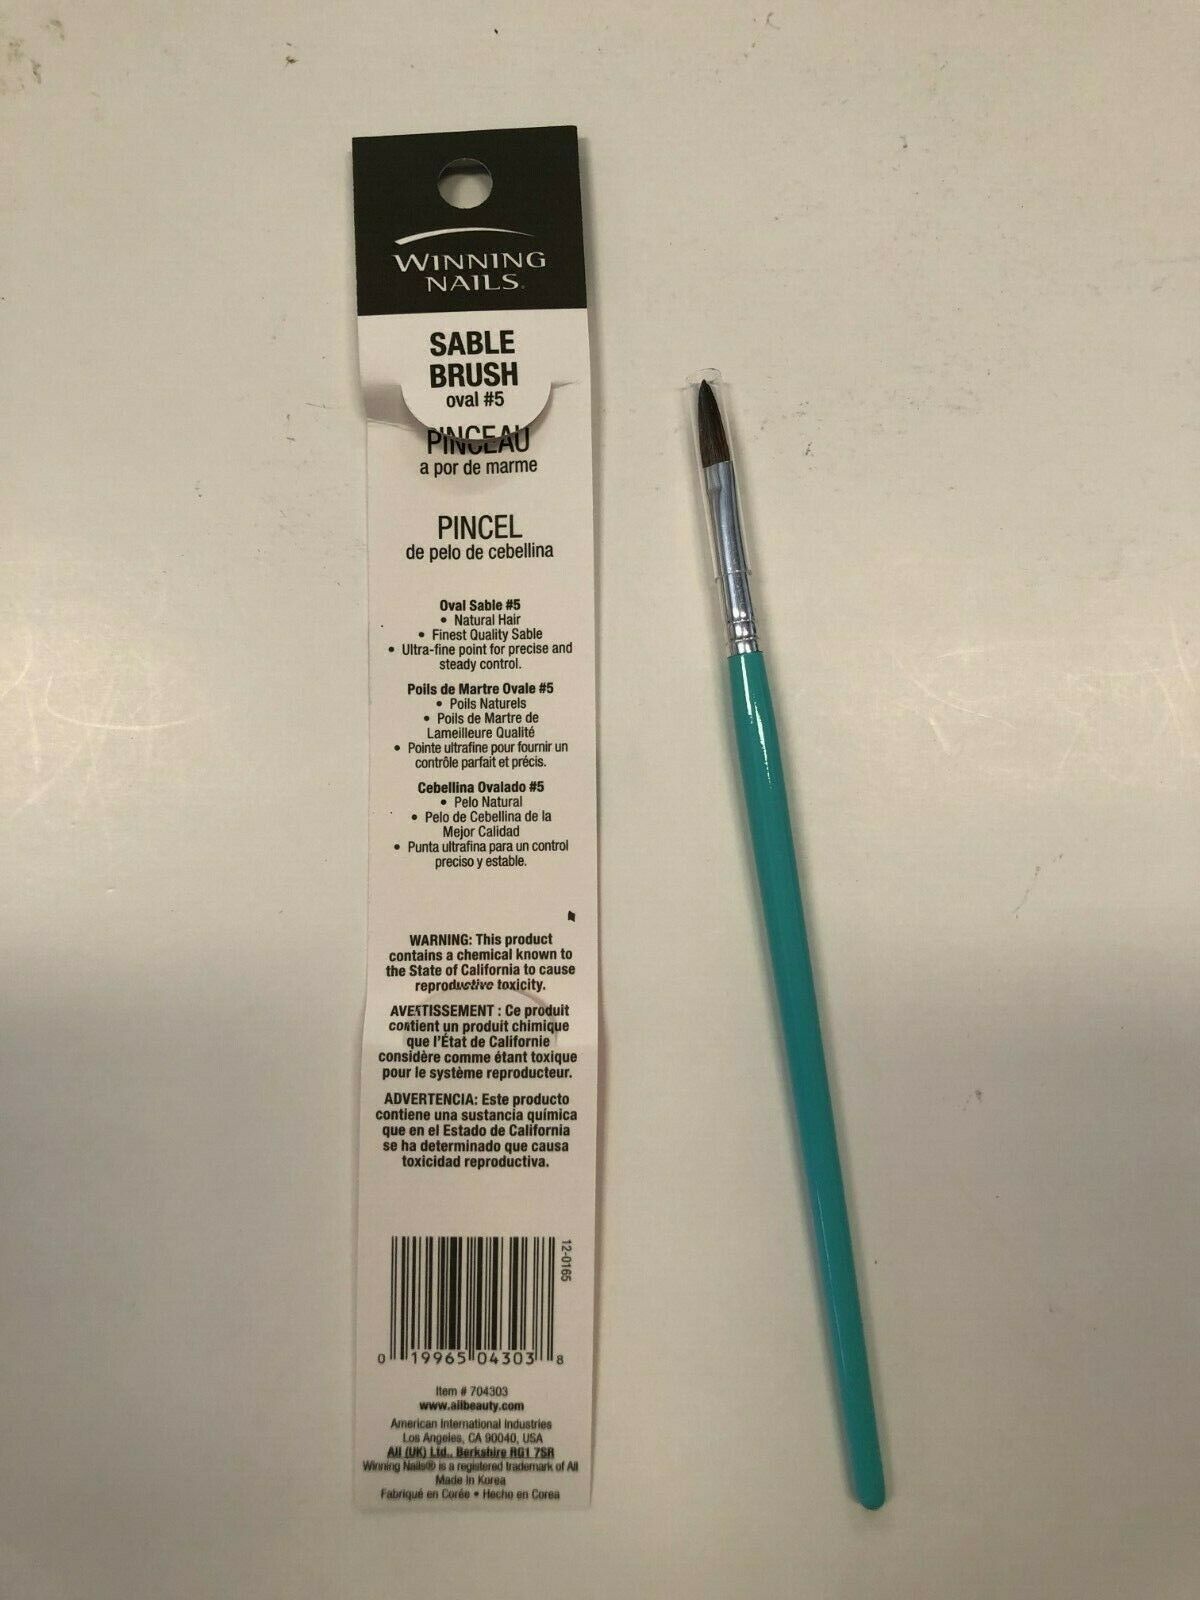 WINNING
NAILS®
SABLE
BRUSH
oval #5
PINCEAU
a por de marme
PINCEL
de pelo de cebellina
Oval Sable #5
• Natural Hair
• Finest Quality Sable
• Ultra-fine point for precise and
steady control.
Poils de Martre Ovale #5
• Poils Naturels
• Poils de Martre de
Lameilleure Qualité
• Pointe ultrafine pour fournir un
contrôle parfait et précis.
Cebellina Ovalado #5
• Pelo Natural
• Pelo de Cebellina de la
Mejor Calidad
• Punta ultrafina para un control
preciso y estable.
WARNING: This product
contains a chemical known to
the State of California to cause
reproductive toxicity.
AVERTISSEMENT : Ce produit
contient un produit chimique
que l'État de Californie
considère comme étant toxique
pour le système reproducteur.
ADVERTENCIA: Este producto
contiene una sustancia química
que en el Estado de California
se ha determinado que causa
toxicidad reproductiva.
12-0165
0 19965 04303 8
Item # 704303
www.aiibeauty.com
American International Industries
Los Angeles, CA 90040, USA
AII (UK) Ltd., Berkshire RG1 7SR
Winning Nails® is a registered trademark of AII
Made In Korea
Fabriqué en Corée • Hecho en Corea